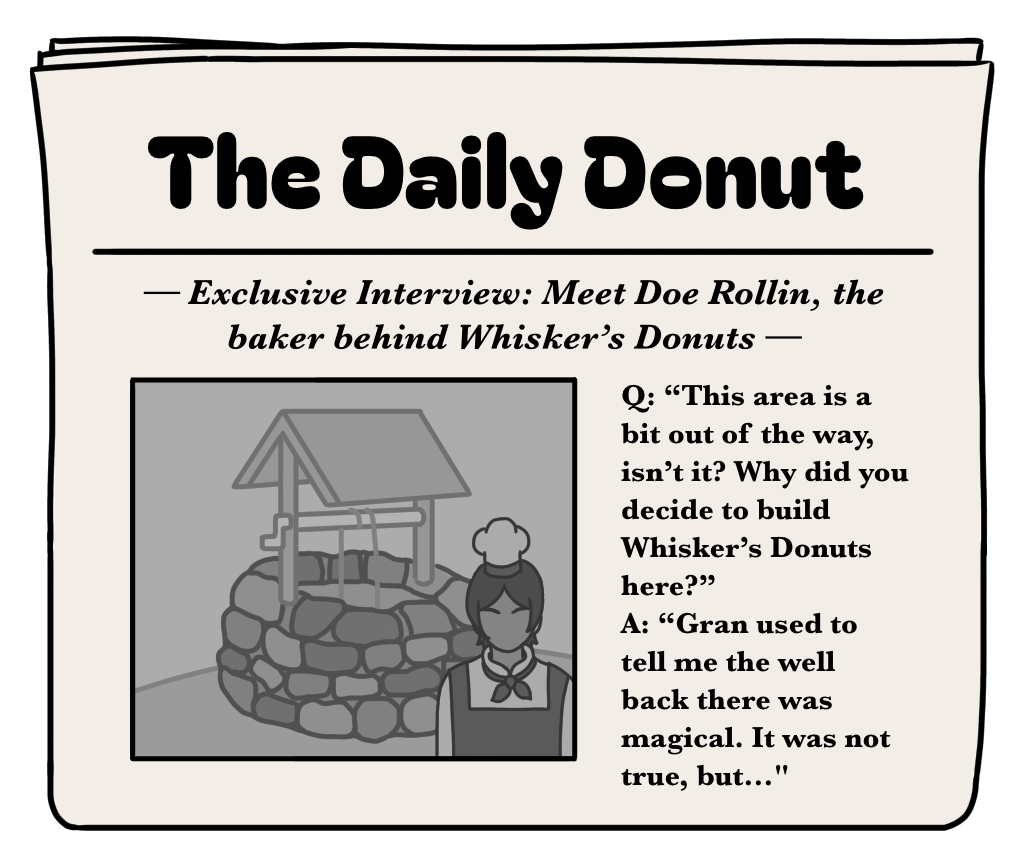 The Daily Donut
— Exclusive Interview: Meet Doe Rollin, the
baker behind Whisker’s Donuts —
Q: “This area is a
bit out of the way,
isn’t it? Why did you
decide to build
Whisker’s Donuts
here?”
A: “Gran used to
tell me the well
back there was
magical. It was not
true, but..."